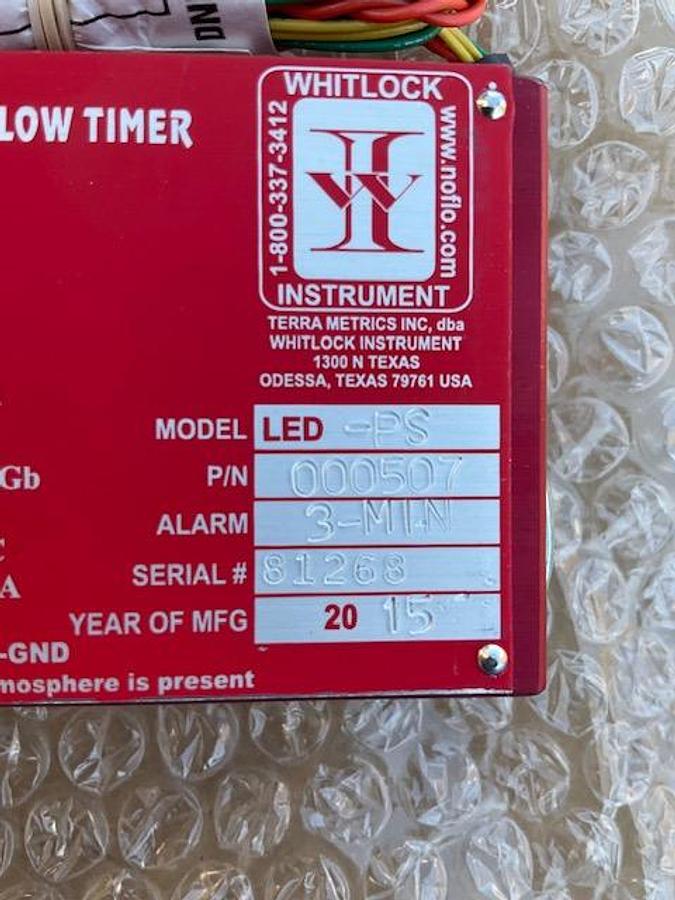 DN
LOW TIMER
WHITLOCK
1-800-337-3412
www.noflo.com
INSTRUMENT
TERRA METRICS INC, dba
WHITLOCK INSTRUMENT
1300 N TEXAS
ODESSA, TEXAS 79761 USA
MODEL LED -PS
Gb P/N 000507
ALARM 3-MIN
C
A SERIAL # 81268
YEAR OF MFG 20 15
-GND
mosphere is present